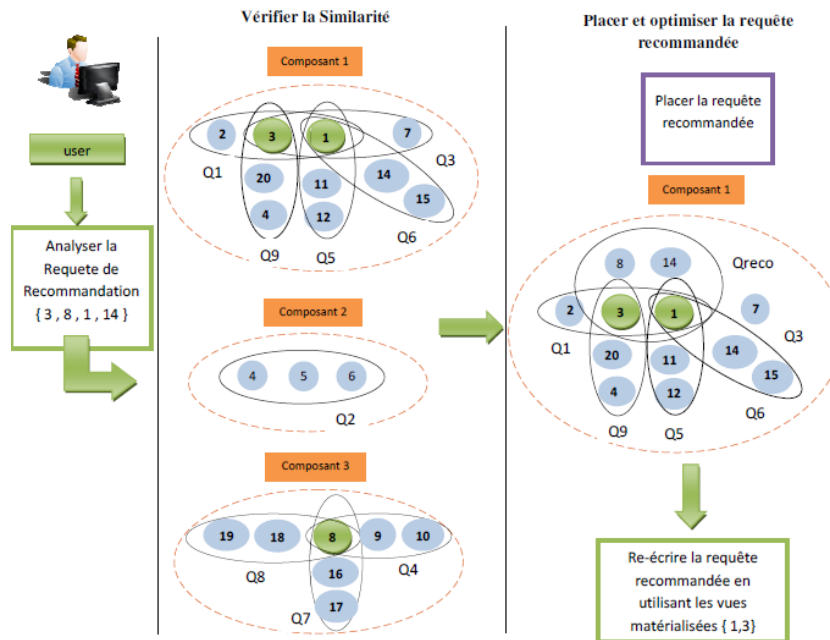 Vérifier la Similarité
Placer et optimiser la requête
recommandée
user
Analyser la
Requete de
Recommandation
{ 3 , 8 , 1 , 14 }
Composant 1
2
3
1
7
Q1
Q3
20
11
14
4
12
15
Q9
Q5
Q6
Composant 2
4
5
6
Q2
Composant 3
19
18
8
9
10
Q8
Q4
16
17
Q7
Placer la requête
recommandée
Composant 1
8
14
Qreco
2
3
1
7
Q1
Q3
20
11
14
4
12
15
Q9
Q5
Q6
Re-écrire la requête
recommandée en
utilisant les vues
matérialisées { 1,3}